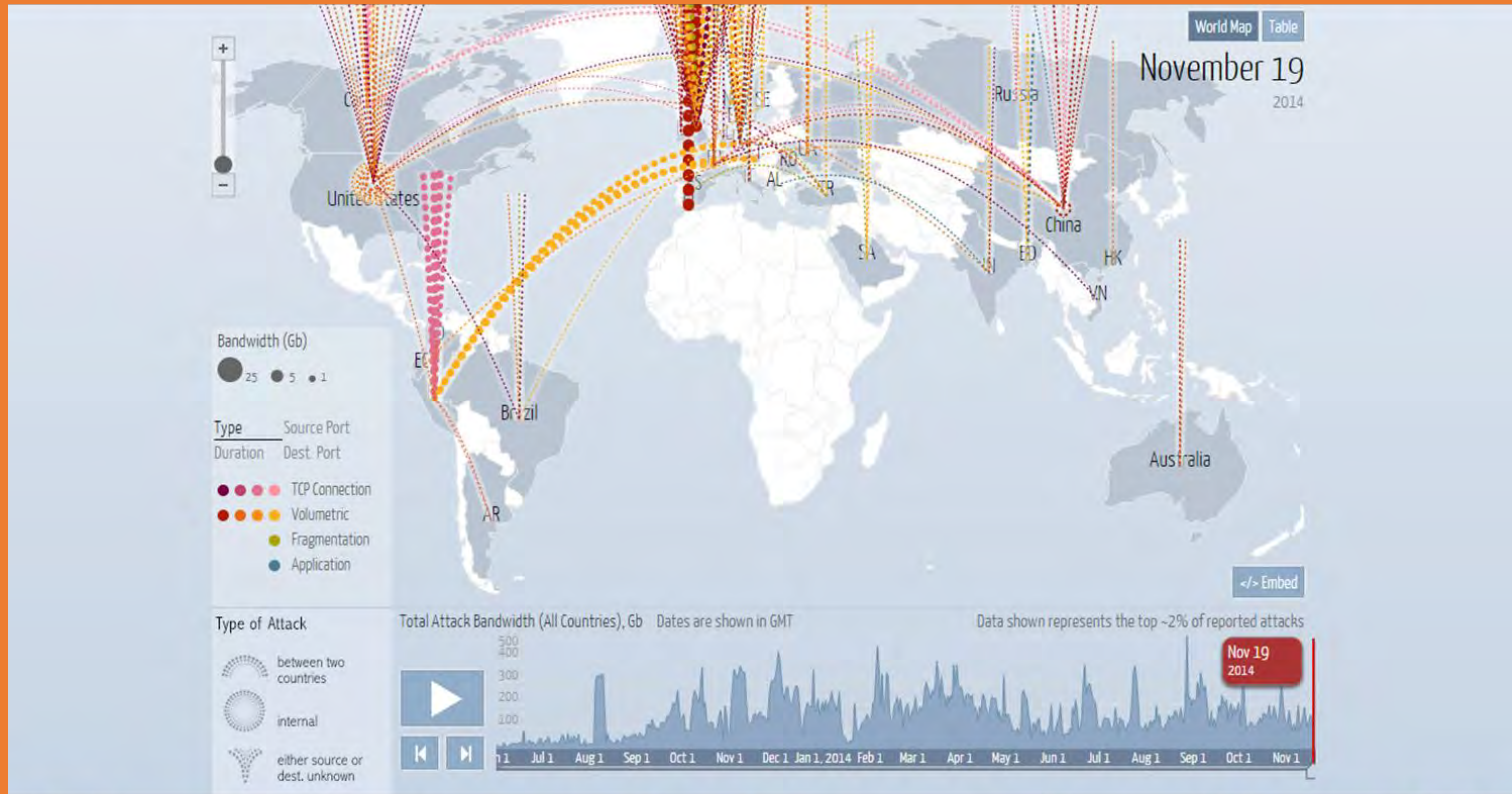 +
−
World Map
Table
November 19
2014
SE
Russia
United States
RO
UA
AL
TR
China
SA
HK
VN
Brazil
Australia
AR
Bandwidth (Gb)
25 5 1
Type Source Port
Duration Dest. Port
TCP Connection
Volumetric
Fragmentation
Application
</> Embed
Type of Attack
between two
countries
internal
either source or
dest. unknown
Total Attack Bandwidth (All Countries), Gb Dates are shown in GMT
Data shown represents the top ~2% of reported attacks
500
400
300
200
100
Nov 19
2014
Jul 1 Aug 1 Sep 1 Oct 1 Nov 1 Dec 1 Jan 1, 2014 Feb 1 Mar 1 Apr 1 May 1 Jun 1 Jul 1 Aug 1 Sep 1 Oct 1 Nov 1